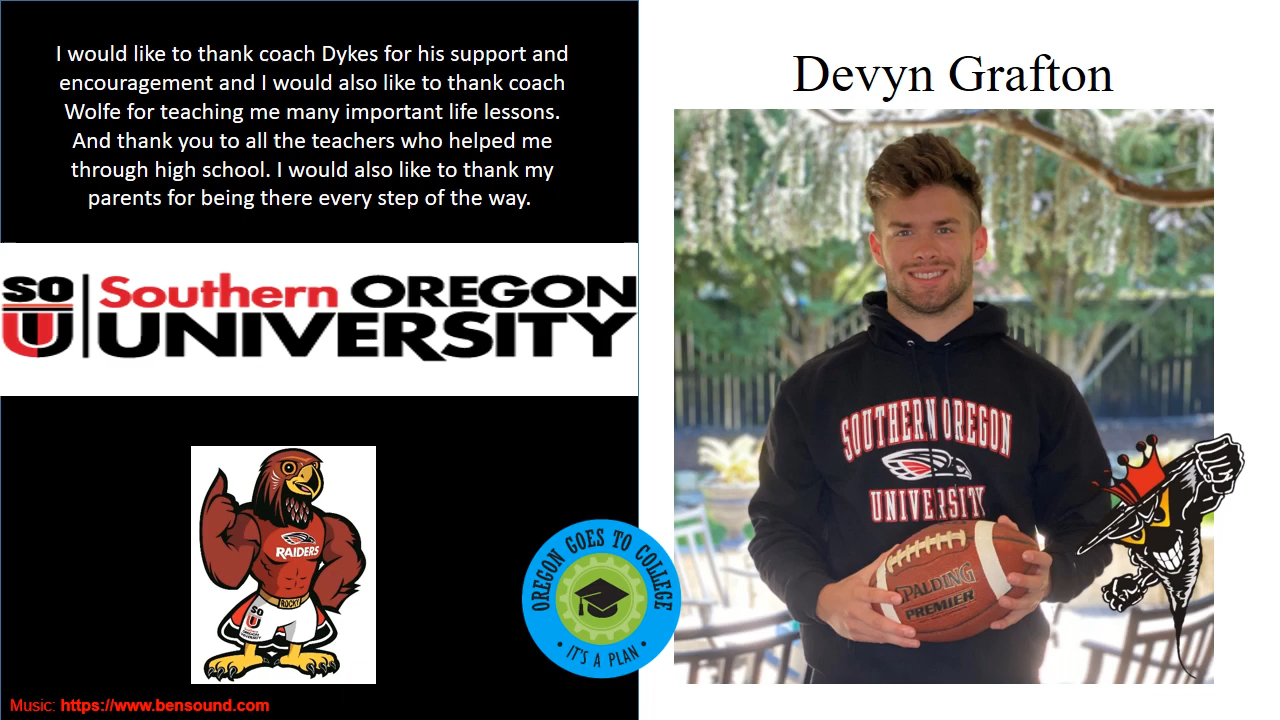 I would like to thank coach Dykes for his support and
encouragement and I would also like to thank coach
Wolfe for teaching me many important life lessons.
And thank you to all the teachers who helped me
through high school. I would also like to thank my
parents for being there every step of the way.
SO
U
Southern OREGON
UNIVERSITY
RAIDERS
ROCKY
SO
U
OREGON GOES TO COLLEGE
• IT'S A PLAN •
Music: https://www.bensound.com
Devyn Grafton
SOUTHERN OREGON
UNIVERSITY
SPALDING
PREMIER